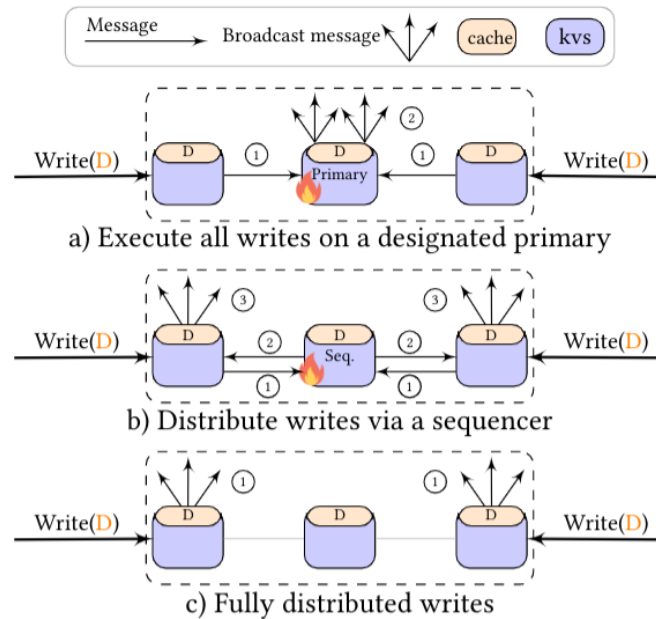 Message Broadcast message cache kvs
D D D
Write(D) ① ② ① Write(D)
Primary
a) Execute all writes on a designated primary
③ ③
D D D
Write(D) ② ② Write(D)
Seq.
① ①
b) Distribute writes via a sequencer
① ①
D D D
Write(D) Write(D)
c) Fully distributed writes